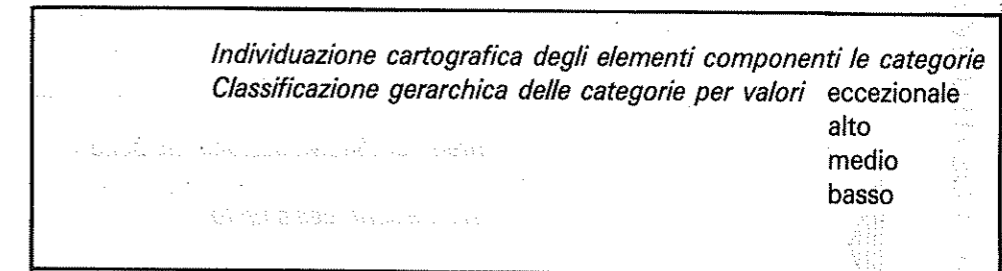 Individuazione cartografica degli elementi componenti le categorie
Classificazione gerarchica delle categorie per valori eccezionale
alto
medio
basso